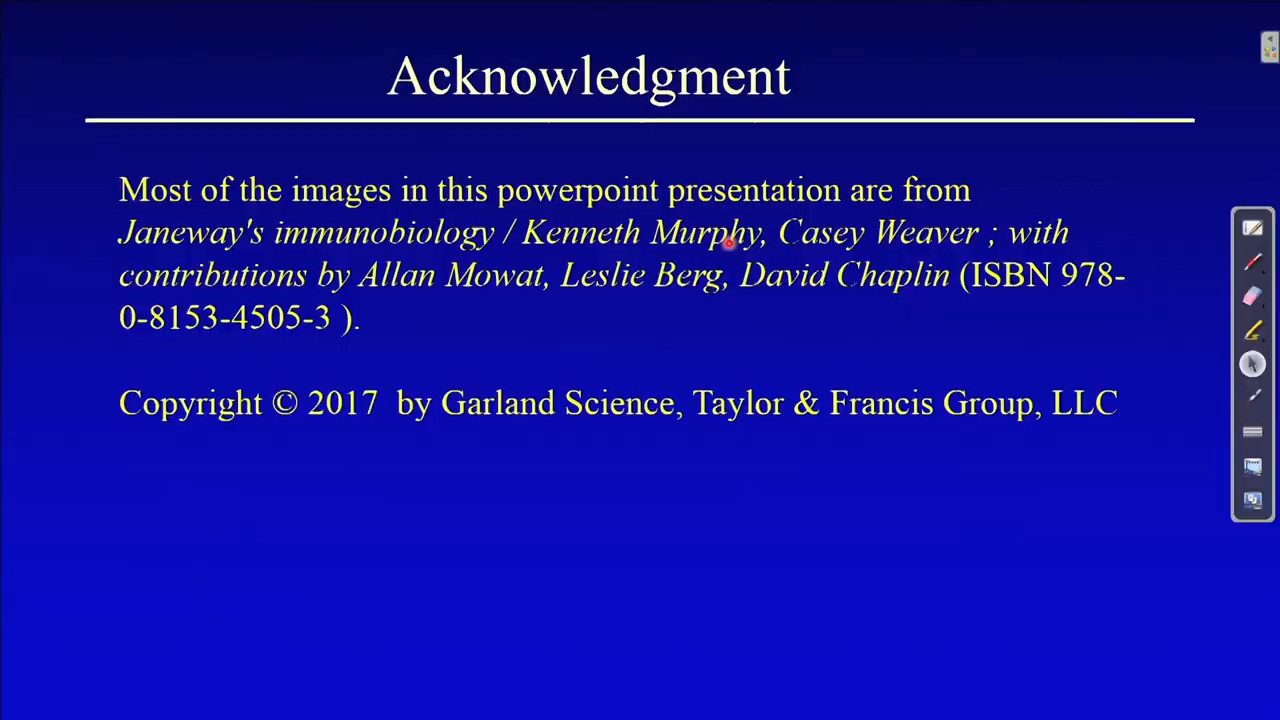 Acknowledgment
Most of the images in this powerpoint presentation are from
Janeway's immunobiology / Kenneth Murphy, Casey Weaver ; with
contributions by Allan Mowat, Leslie Berg, David Chaplin (ISBN 978-
0-8153-4505-3 ).
Copyright © 2017 by Garland Science, Taylor & Francis Group, LLC